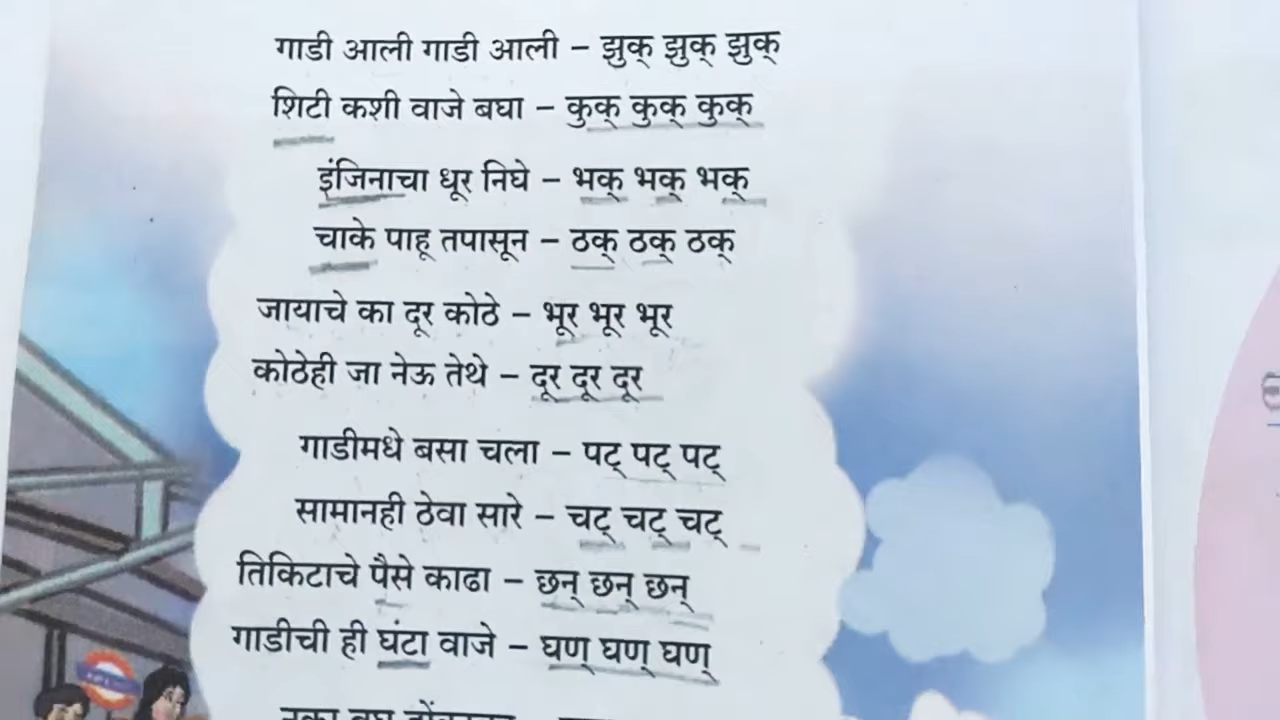 गाडी आली गाडी आली – झुक् झुक् झुक्
शिटी कशी वाजे बघा – कुक् कुक् कुक्
इंजिनाचा धूर निघे – भक् भक् भक्
चाके पाहू तपासून – ठक् ठक् ठक्
जायाचे का दूर कोठे – भूर भूर भूर
कोठेही जा नेऊ तेथे – दूर दूर दूर
गाडीमधे बसा चला – पट् पट् पट्
सामानही ठेवा सारे – चट् चट् चट्
तिकिटाचे पैसे काढा – छन् छन् छन्
गाडीची ही घंटा वाजे – घण् घण् घण्